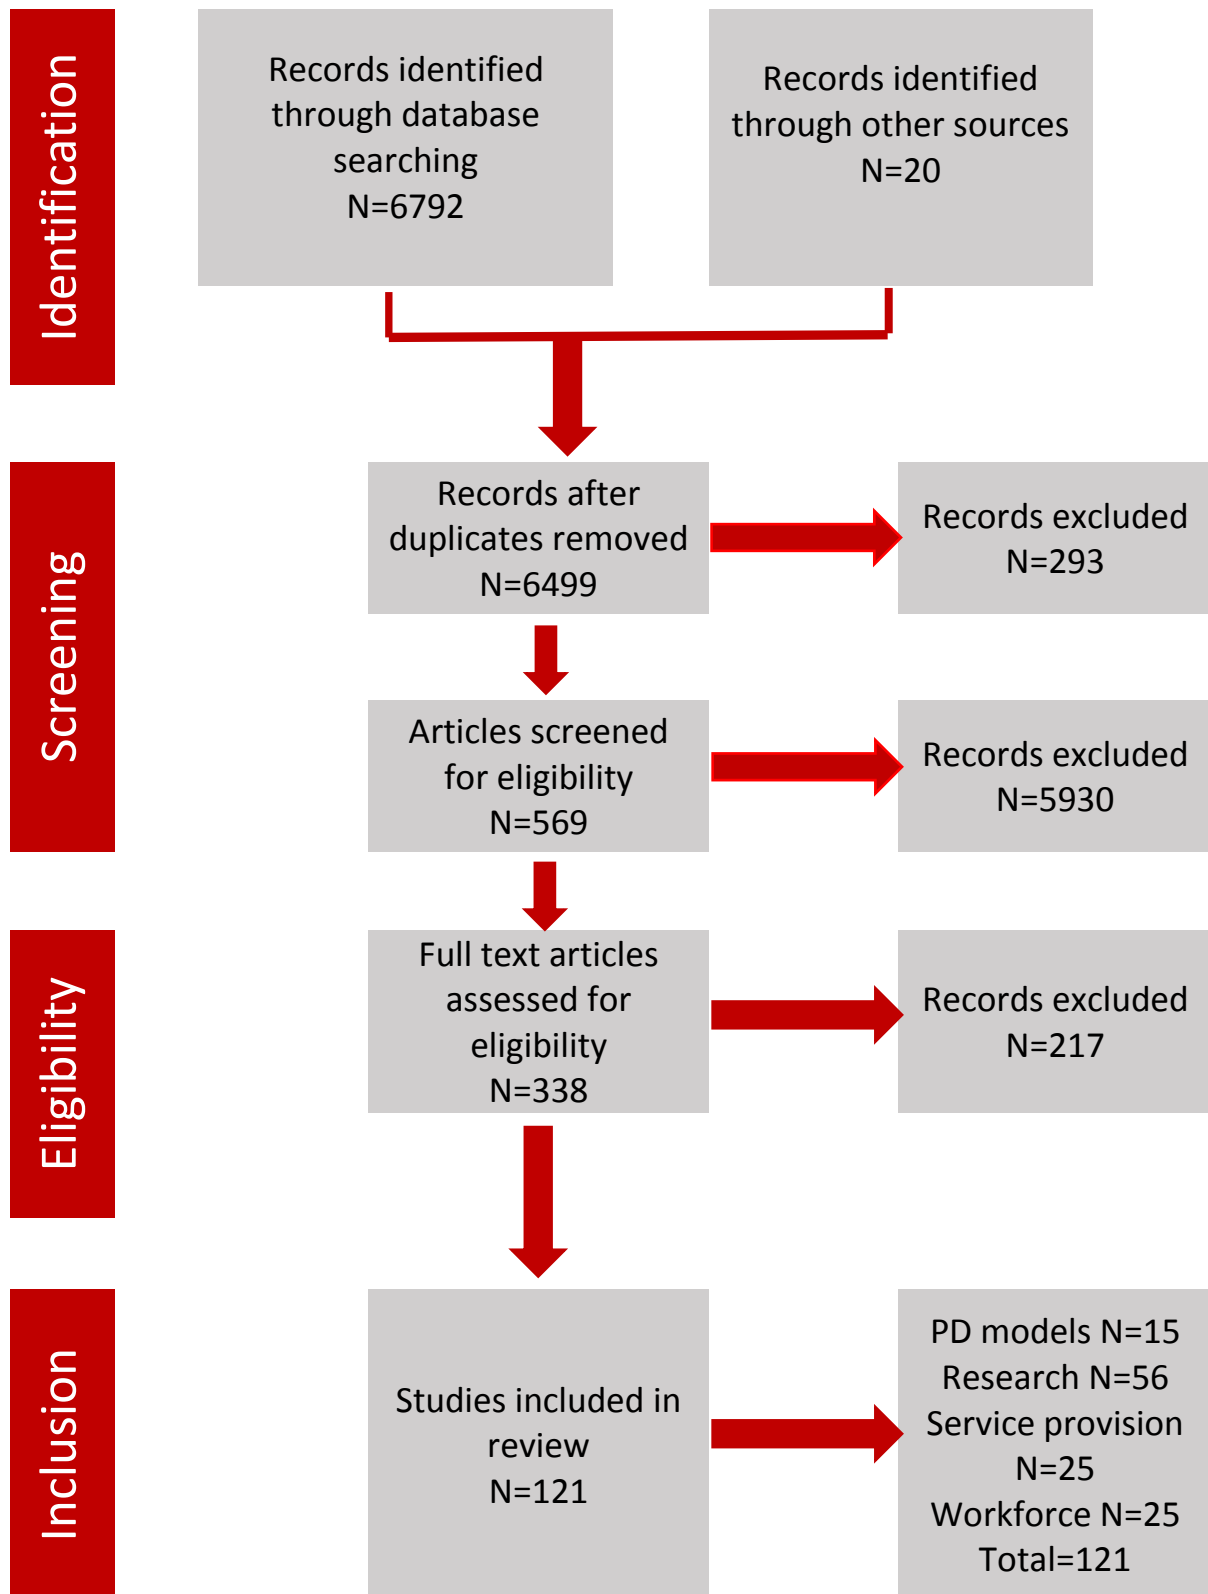 Identification
Records identified
through database
searching
N=6792
Records identified
through other sources
N=20
Screening
Records after
duplicates removed
N=6499
Records excluded
N=293
Articles screened
for eligibility
N=569
Records excluded
N=5930
Eligibility
Full text articles
assessed for
eligibility
N=338
Records excluded
N=217
Inclusion
Studies included in
review
N=121
PD models N=15
Research N=56
Service provision
N=25
Workforce N=25
Total=121